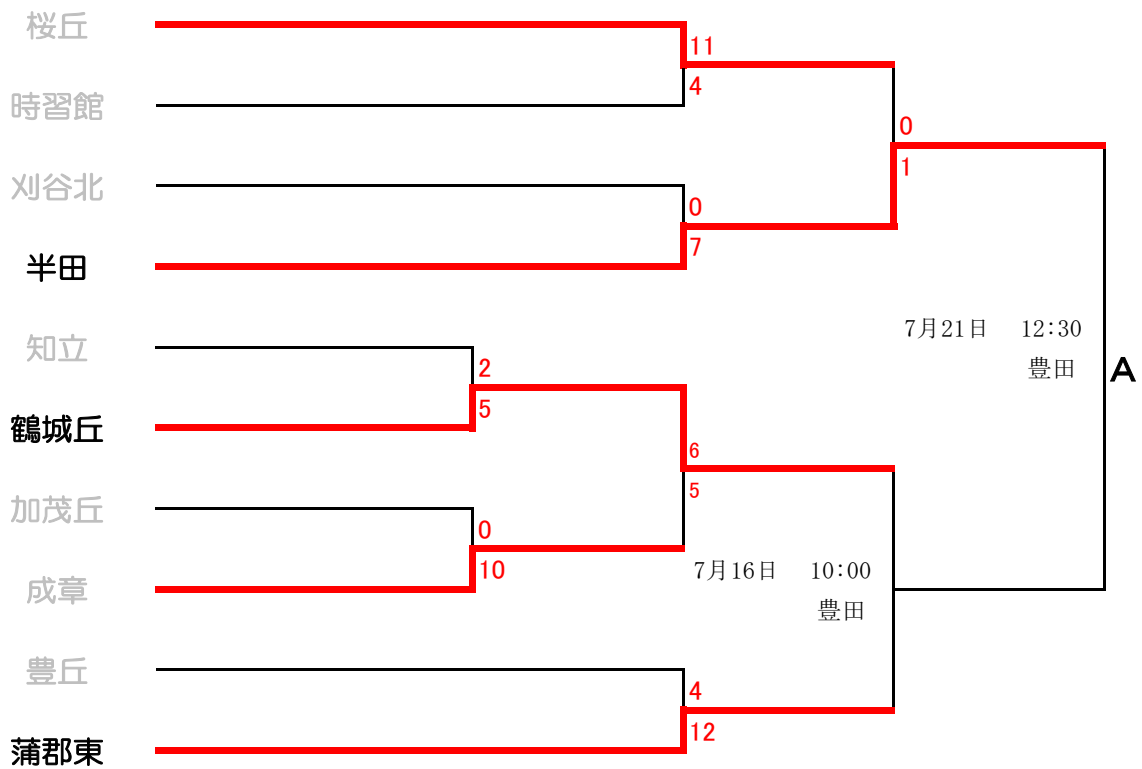 桜丘
11
4
時習館
0
1
刈谷北
0
7
半田
7月21日 12:30
豊田
A
知立
2
5
鶴城丘
6
5
加茂丘
0
10
成章
7月16日 10:00
豊田
豊丘
4
12
蒲郡東